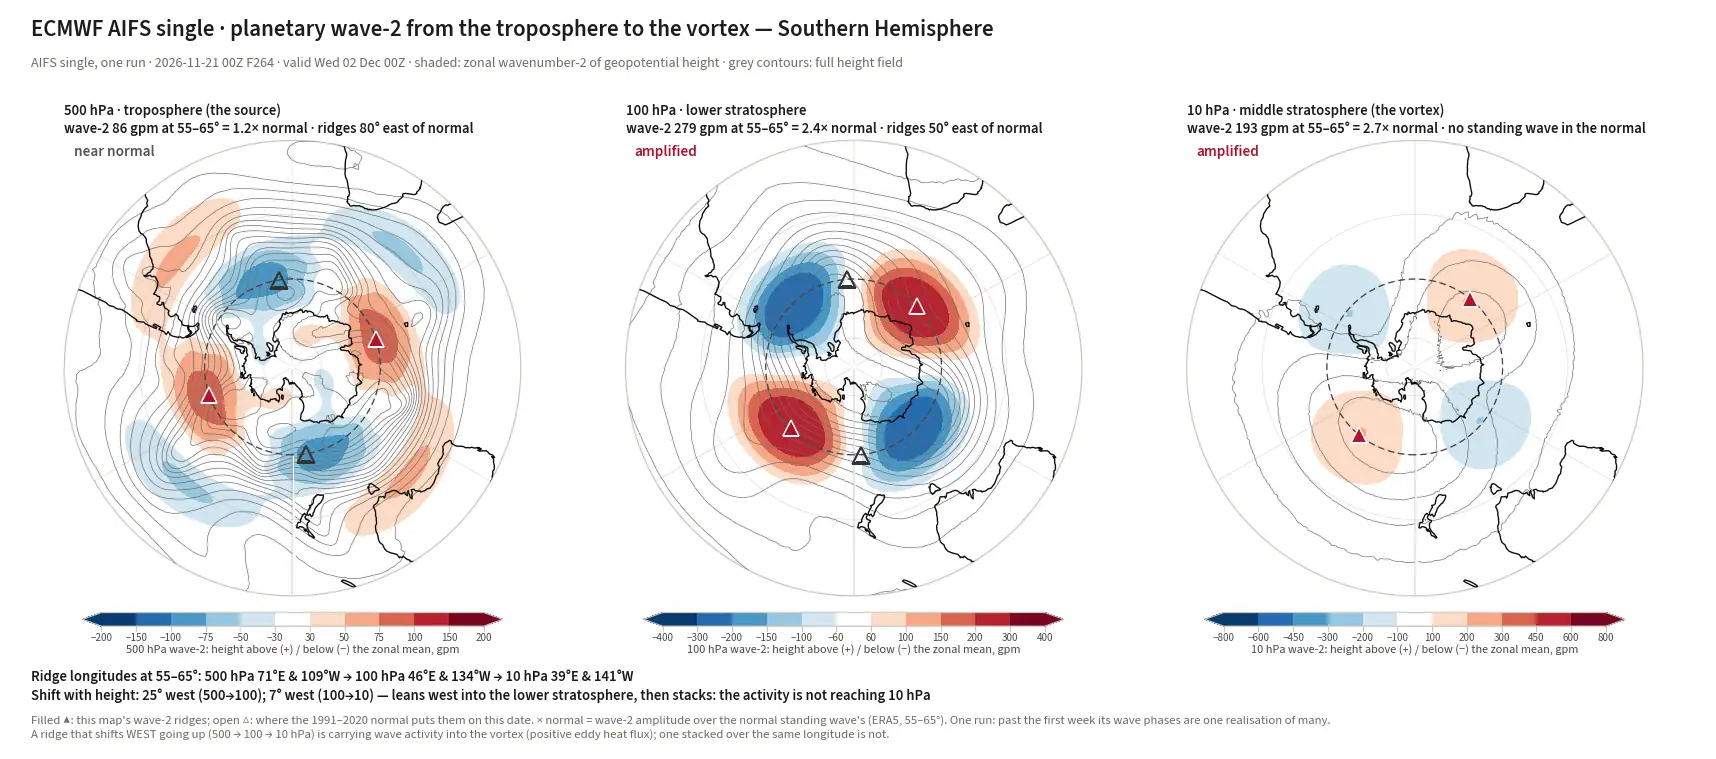 ECMWF AIFS single · planetary wave-2 from the troposphere to the vortex — Southern Hemisphere
AIFS single, one run · 2026-11-21 00Z F264 · valid Wed 02 Dec 00Z · shaded: zonal wavenumber-2 of geopotential height · grey contours: full height field
500 hPa · troposphere (the source)
wave-2 86 gpm at 55–65° = 1.2× normal · ridges 80° east of normal
near normal
100 hPa · lower stratosphere
wave-2 279 gpm at 55–65° = 2.4× normal · ridges 50° east of normal
amplified
10 hPa · middle stratosphere (the vortex)
wave-2 193 gpm at 55–65° = 2.7× normal · no standing wave in the normal
amplified
−200 −150 −100 −75 −50 −30 30 50 75 100 150 200
500 hPa wave-2: height above (+) / below (−) the zonal mean, gpm
−400 −300 −200 −150 −100 −60 60 100 150 200 300 400
100 hPa wave-2: height above (+) / below (−) the zonal mean, gpm
−800 −600 −450 −300 −200 −100 100 200 300 450 600 800
10 hPa wave-2: height above (+) / below (−) the zonal mean, gpm
Ridge longitudes at 55–65°: 500 hPa 71°E & 109°W → 100 hPa 46°E & 134°W → 10 hPa 39°E & 141°W
Shift with height: 25° west (500→100); 7° west (100→10) — leans west into the lower stratosphere, then stacks: the activity is not reaching 10 hPa
Filled ▲: this map's wave-2 ridges; open △: where the 1991–2020 normal puts them on this date. × normal = wave-2 amplitude over the normal standing wave's (ERA5, 55–65°). One run: past the first week its wave phases are one realisation of many.
A ridge that shifts WEST going up (500 → 100 → 10 hPa) is carrying wave activity into the vortex (positive eddy heat flux); one stacked over the same longitude is not.